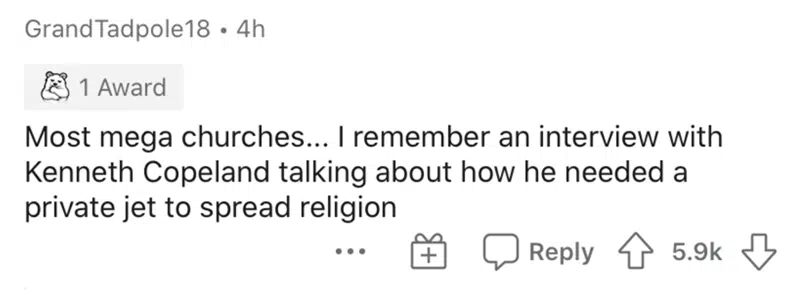 GrandTadpole18 • 4h
1 Award
Most mega churches... I remember an interview with
Kenneth Copeland talking about how he needed a
private jet to spread religion
... Reply 5.9k